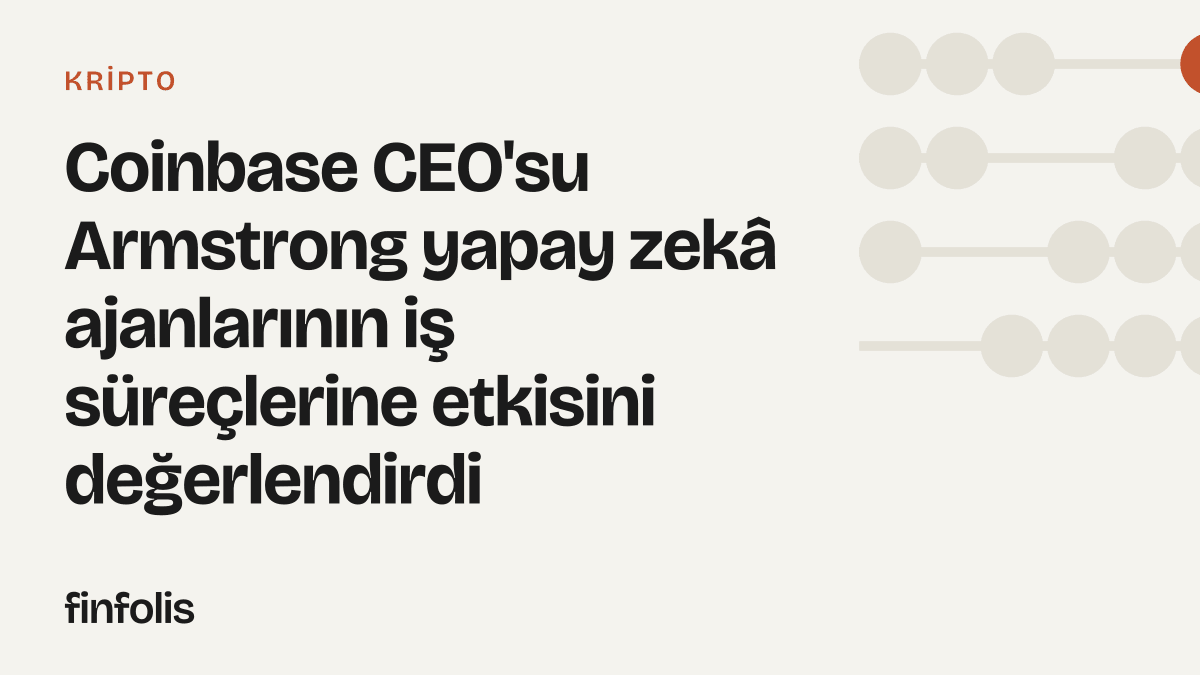 KRİPTO
Coinbase CEO'su
Armstrong yapay zekâ
ajanlarının iş
süreçlerine etkisini
değerlendirdi
finfolis